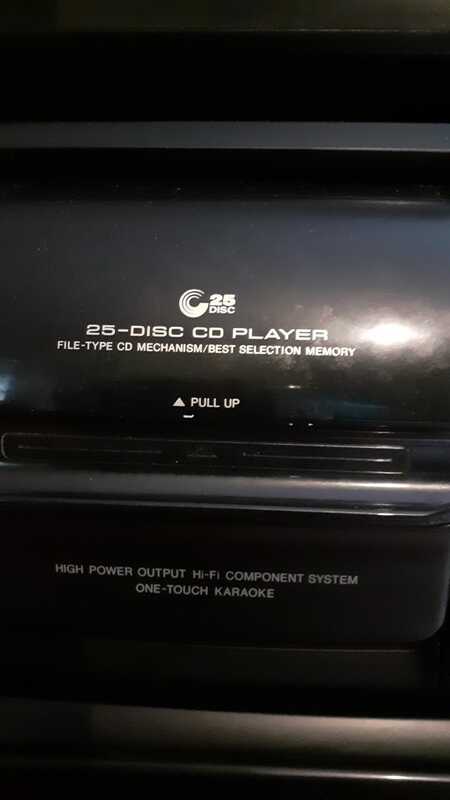 25
DISC
25-DISC CD PLAYER
FILE-TYPE CD MECHANISM/BEST SELECTION MEMORY
▲ PULL UP
HIGH POWER OUTPUT Hi-Fi COMPONENT SYSTEM
ONE-TOUCH KARAOKE